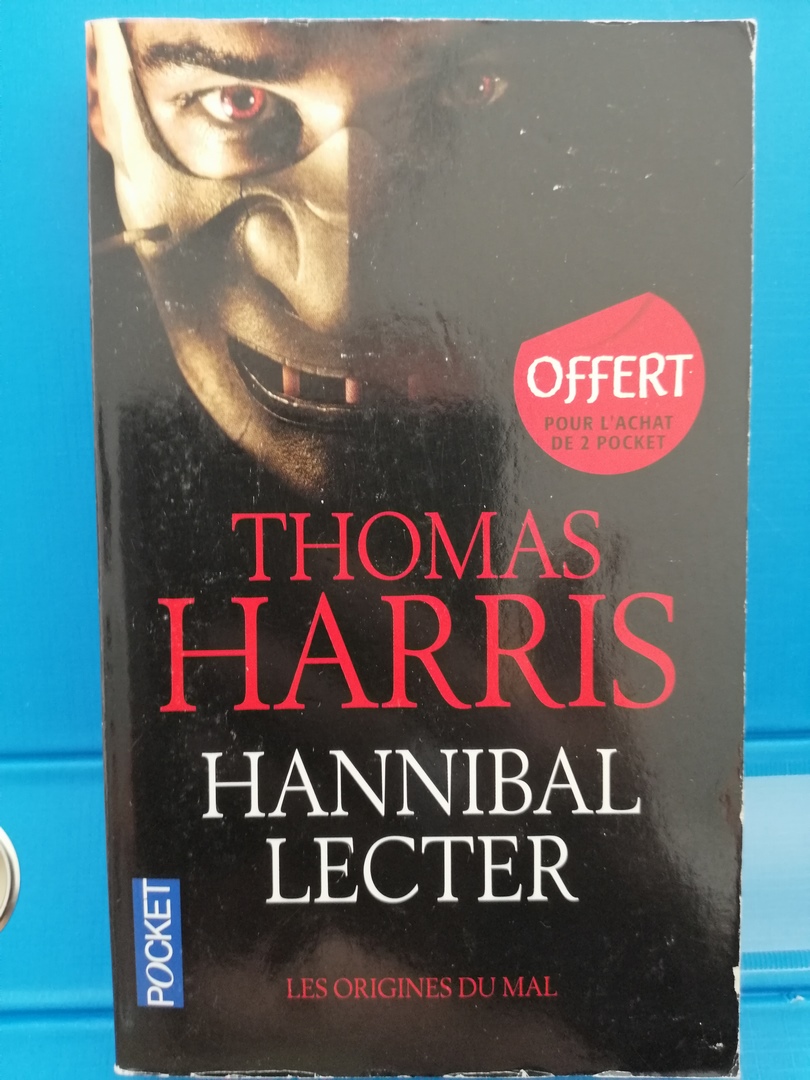 OFFERT
POUR L'ACHAT
DE 2 POCKET
THOMAS
HARRIS
HANNIBAL
LECTER
POCKET
LES ORIGINES DU MAL